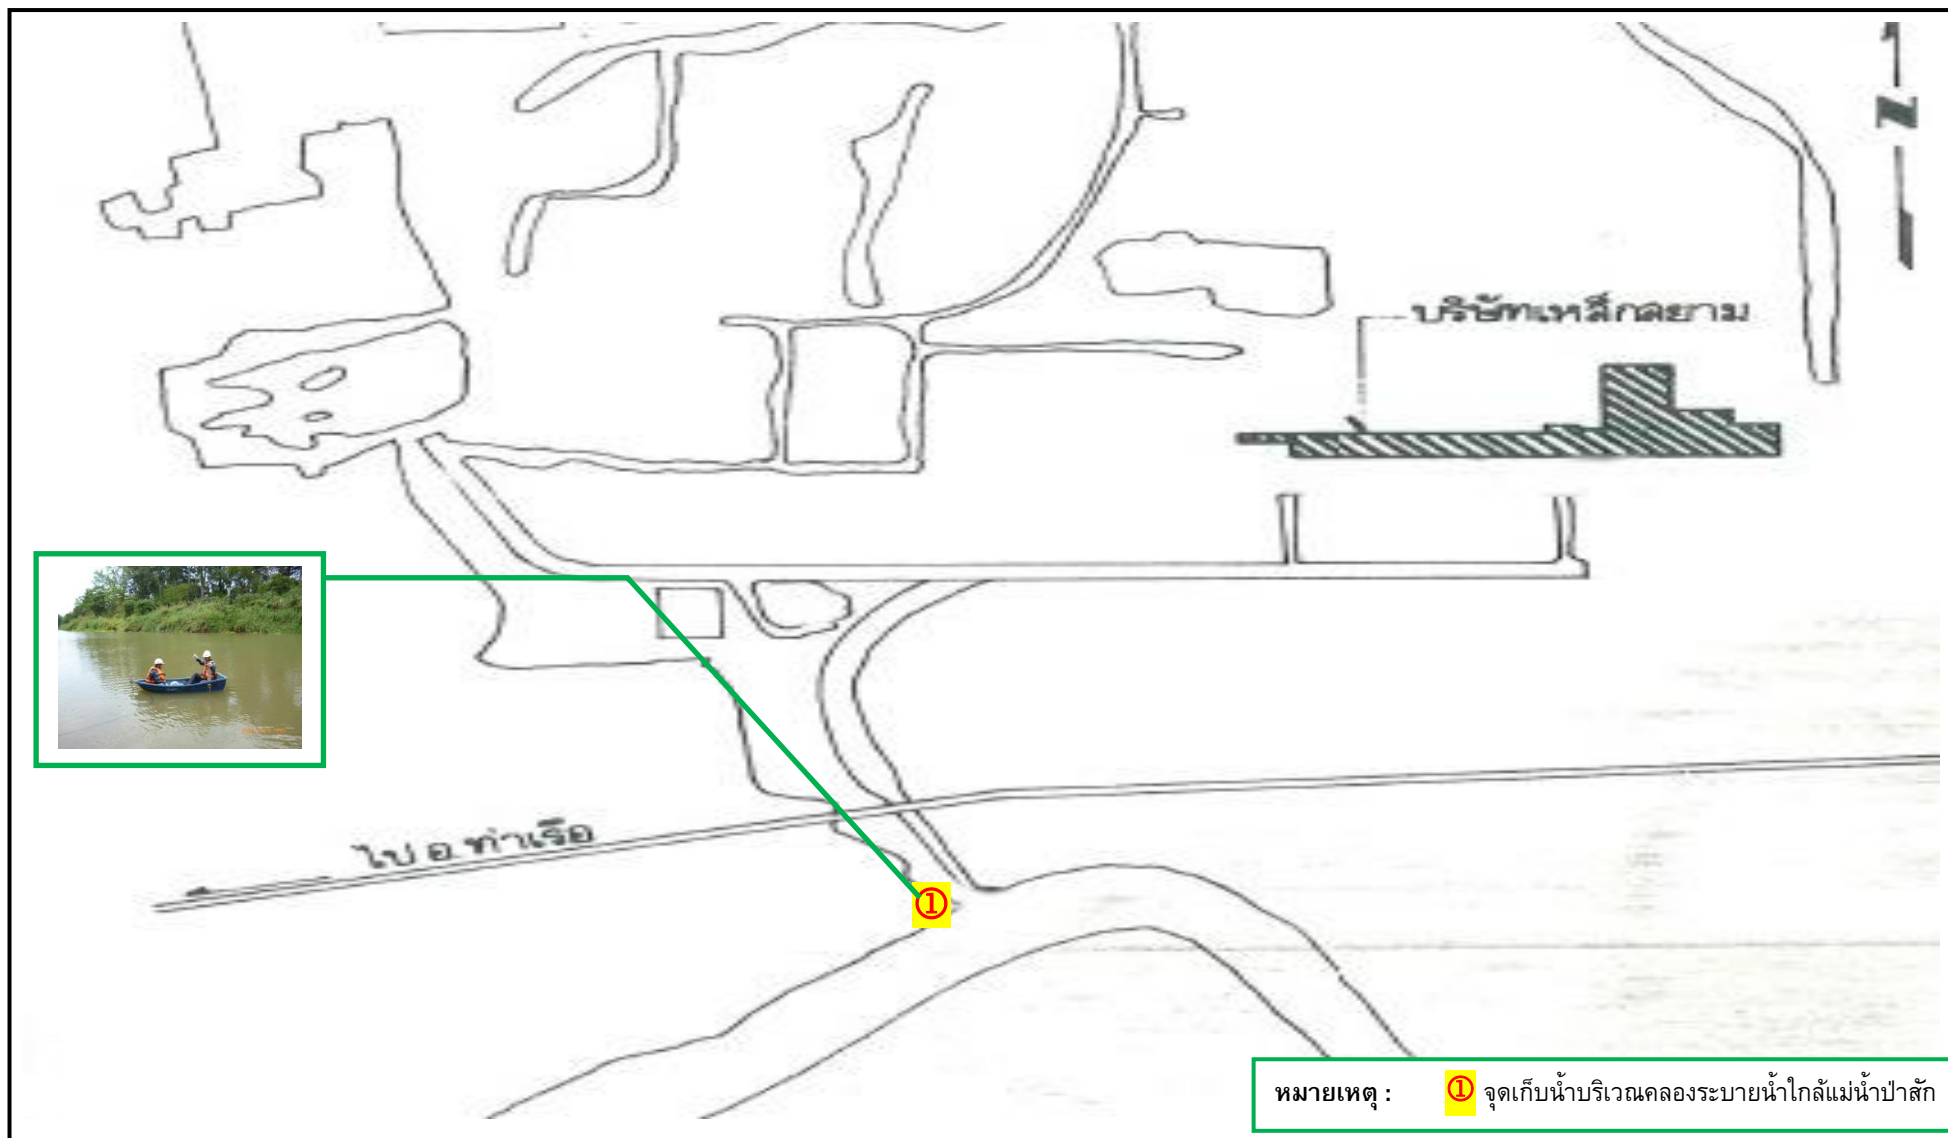 N
บริษัทเหล็กสยาม
ไป อ.ท่าเรือ
①
หมายเหตุ : ① จุดเก็บน้ำบริเวณคลองระบายน้ำใกล้แม่น้ำป่าสัก